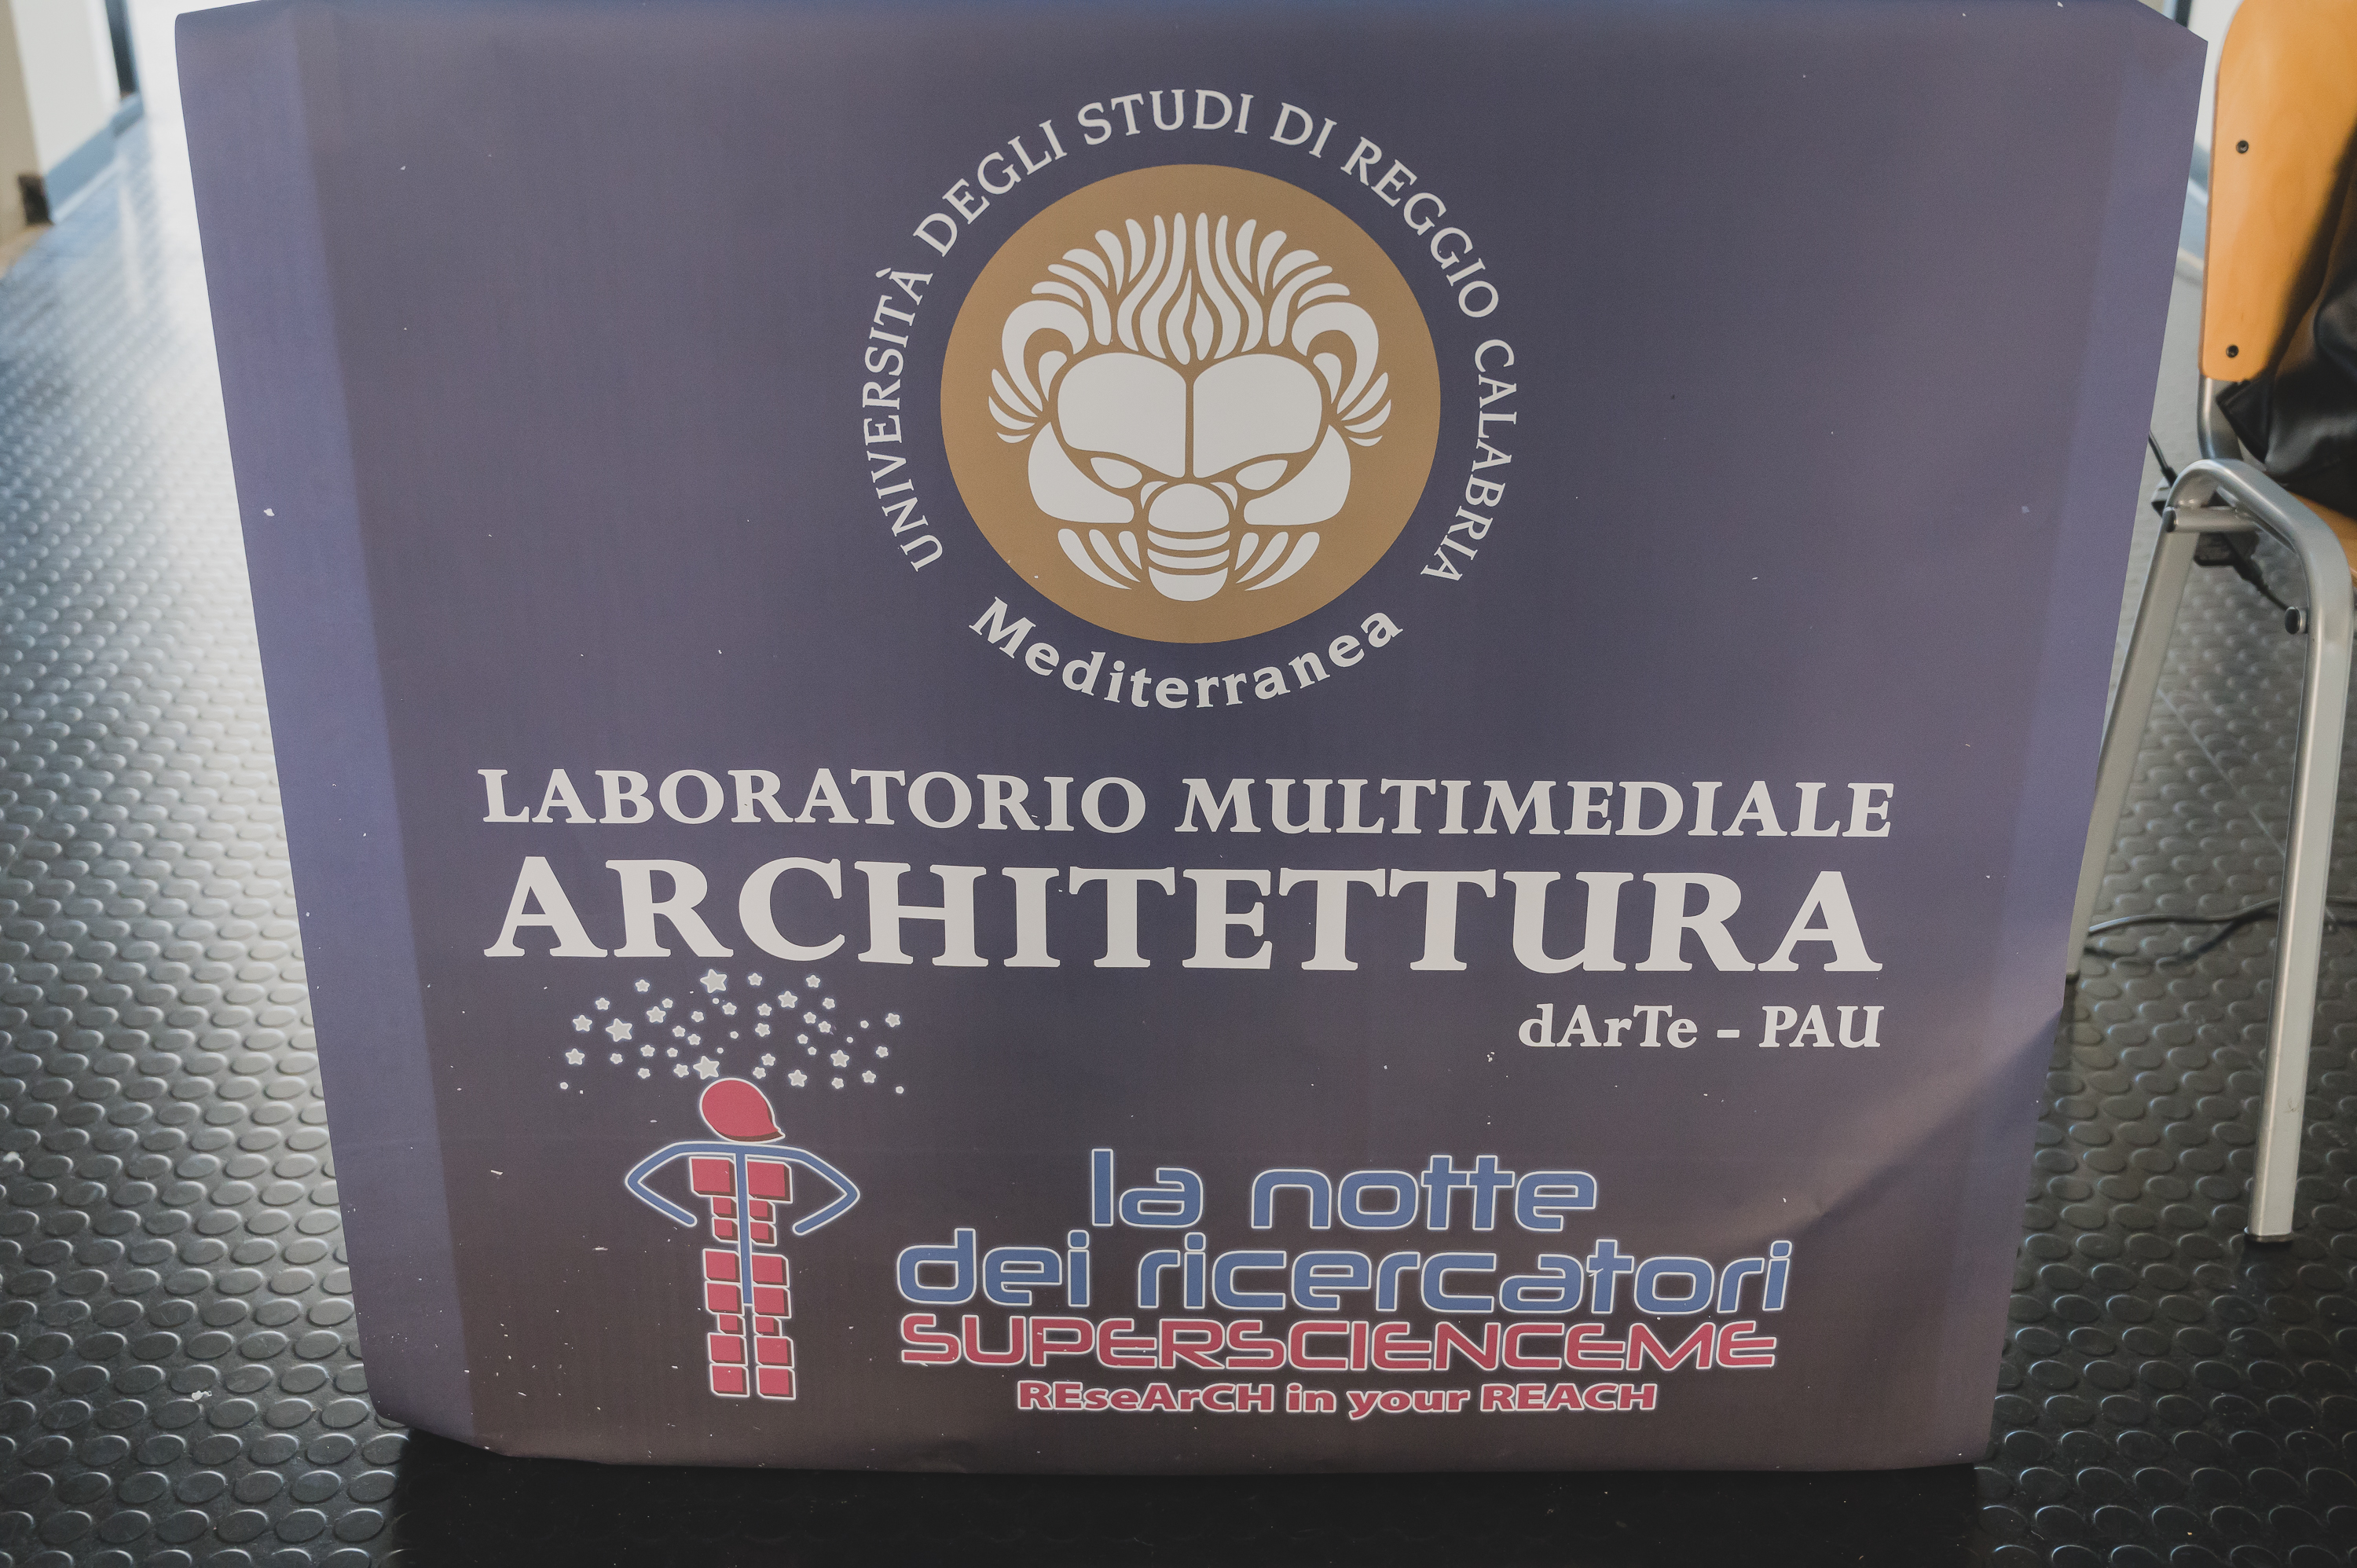 UNIVERSITÀ DEGLI STUDI DI REGGIO CALABRIA
Mediterranea
LABORATORIO MULTIMEDIALE
ARCHITETTURA
dArTe - PAU
la notte
dei ricercatori
SUPERSCIENCEME
REseArCH in your REACH